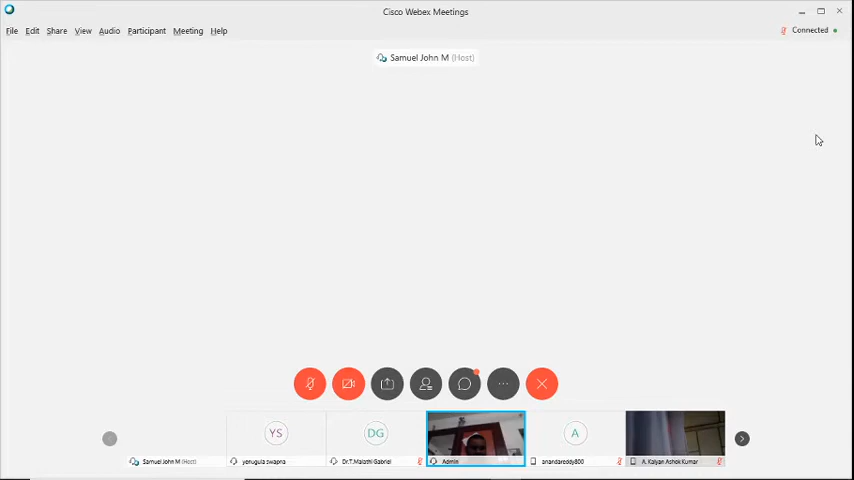 Cisco Webex Meetings
File Edit Share View Audio Participant Meeting Help
Connected
Samuel John M (Host)
YS
DG
A
Samuel John M (Host)
yerugula swapna
Dr.T.Malathi Gabriel
Admin
anandareddy800
A. Kalyan Ashok Kumar